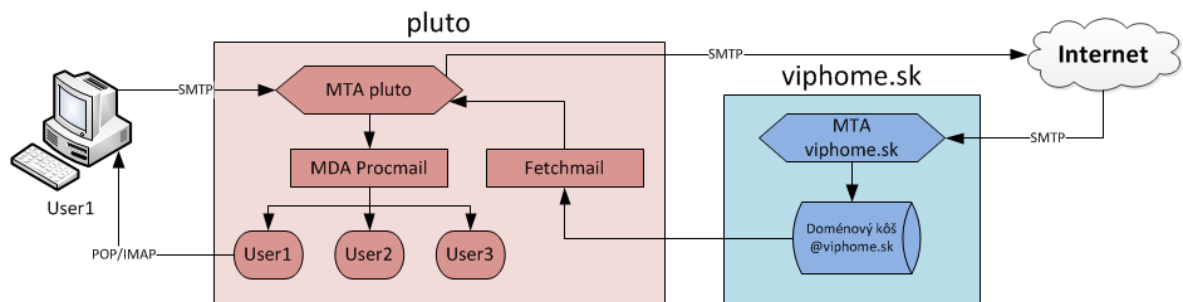 pluto
SMTP
Internet
viphome.sk
SMTP
MTA pluto
MTA
viphome.sk
SMTP
MDA Procmail
Fetchmail
User1
Doménový kôš
@viphome.sk
POP/IMAP
User1
User2
User3